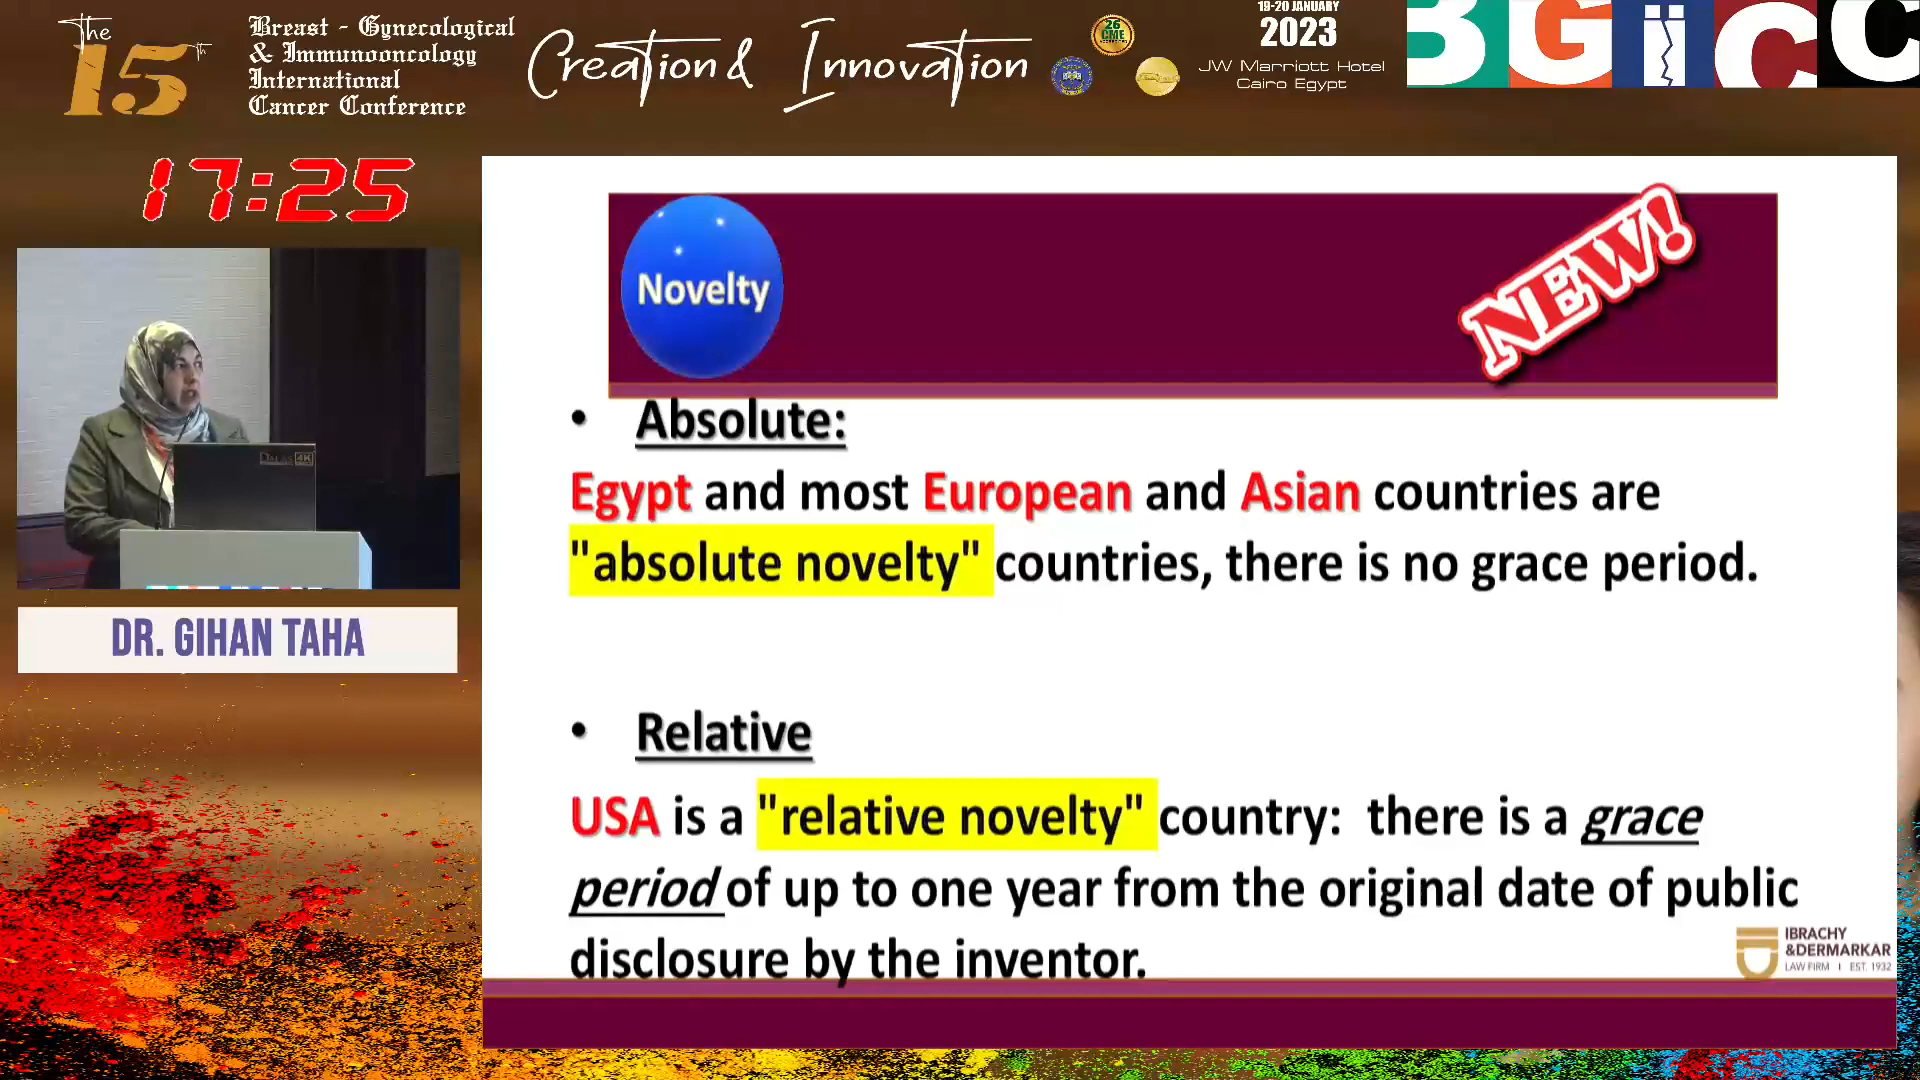 The
15th
Breast - Gynecological
& Immunooncology
International
Cancer Conference
Creation & Innovation
26
CME
19-20 JANUARY
2023
JW Marriott Hotel
Cairo Egypt
BGiCC
17:25
DR. GIHAN TAHA
Novelty
NEW!
• Absolute:
Egypt and most European and Asian countries are
"absolute novelty" countries, there is no grace period.
• Relative
USA is a "relative novelty" country: there is a grace
period of up to one year from the original date of public
disclosure by the inventor.
IBRACHY
&DERMARKAR
LAW FIRM | EST. 1932